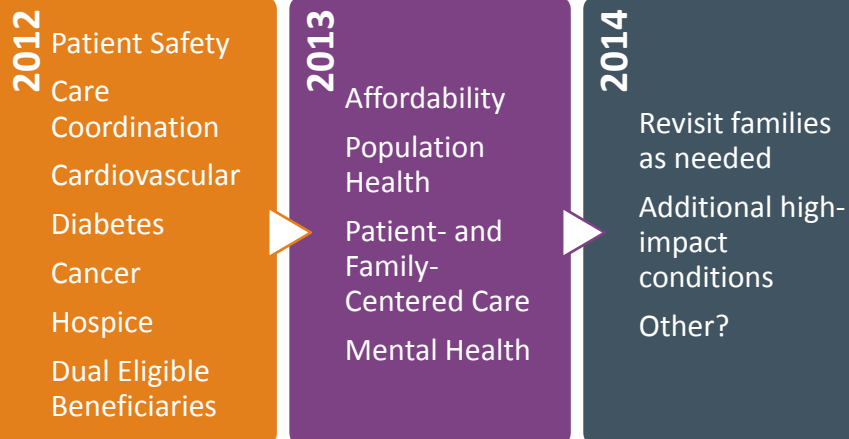 2012
Patient Safety
Care
Coordination
Cardiovascular
Diabetes
Cancer
Hospice
Dual Eligible
Beneficiaries
2013
Affordability
Population
Health
Patient- and
Family-
Centered Care
Mental Health
2014
Revisit families
as needed
Additional high-
impact
conditions
Other?